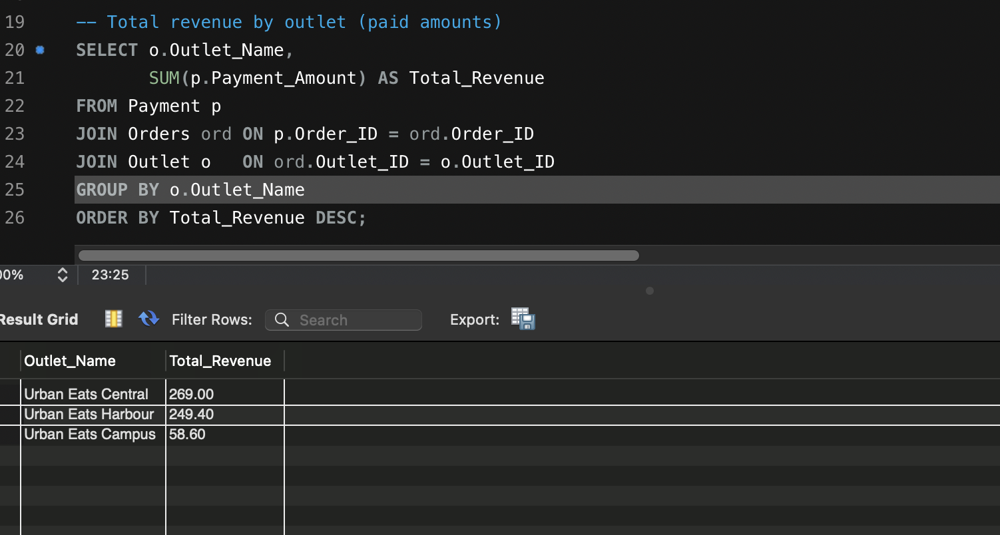 19 -- Total revenue by outlet (paid amounts)
20 SELECT o.Outlet_Name,
21 SUM(p.Payment_Amount) AS Total_Revenue
22 FROM Payment p
23 JOIN Orders ord ON p.Order_ID = ord.Order_ID
24 JOIN Outlet o   ON ord.Outlet_ID = o.Outlet_ID
25 GROUP BY o.Outlet_Name
26 ORDER BY Total_Revenue DESC;
00% 23:25
Result Grid Filter Rows: Search Export:
Outlet_Name Total_Revenue
Urban Eats Central 269.00
Urban Eats Harbour 249.40
Urban Eats Campus 58.60